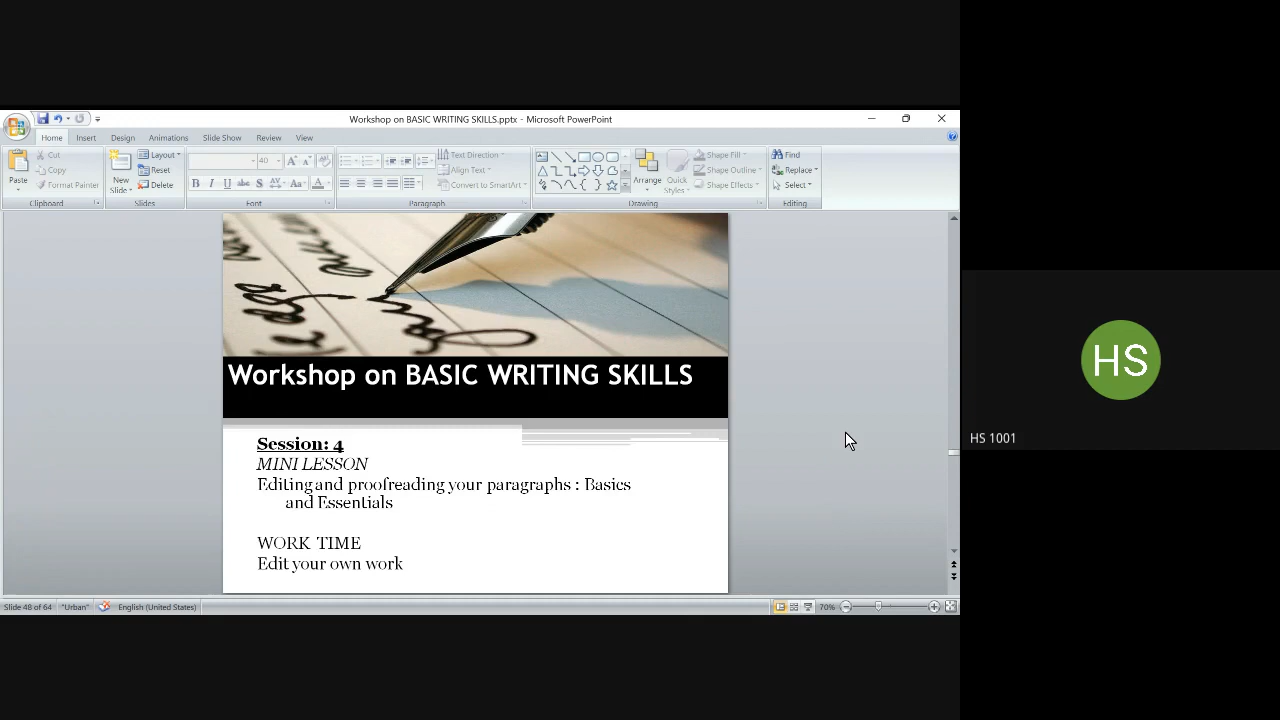 Workshop on BASIC WRITING SKILLS.pptx - Microsoft PowerPoint
Home Insert Design Animations Slide Show Review View
Paste
Cut
Copy
Format Painter
Clipboard
New
Slide
Layout
Reset
Delete
Slides
40
B I U abc S AV Aa A
Font
Text Direction
Align Text
Convert to SmartArt
Paragraph
Arrange
Quick
Styles
Shape Fill
Shape Outline
Shape Effects
Drawing
Find
Replace
Select
Editing
Workshop on BASIC WRITING SKILLS
Session: 4
MINI LESSON
Editing and proofreading your paragraphs : Basics
and Essentials
WORK TIME
Edit your own work
Slide 48 of 64 "Urban" English (United States) 70%
HS
HS 1001